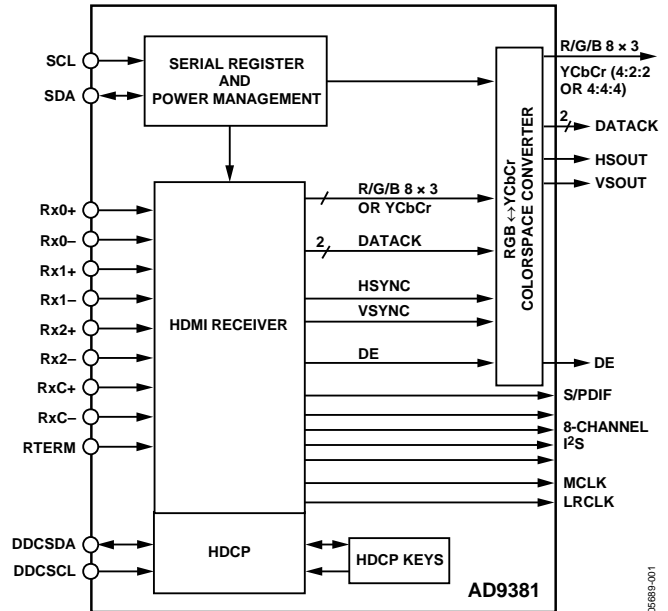 SCL
SDA
SERIAL REGISTER
AND
POWER MANAGEMENT
R/G/B 8 × 3
YCbCr (4:2:2
OR 4:4:4)
2
DATACK
HSOUT
VSOUT
RGB ↔ YCbCr
COLORSPACE CONVERTER
Rx0+
Rx0–
Rx1+
Rx1–
Rx2+
Rx2–
RxC+
RxC–
RTERM
HDMI RECEIVER
R/G/B 8 × 3
OR YCbCr
2
DATACK
HSYNC
VSYNC
DE
DE
S/PDIF
8-CHANNEL
I²S
MCLK
LRCLK
DDCSDA
DDCSCL
HDCP
HDCP KEYS
AD9381
05689-001